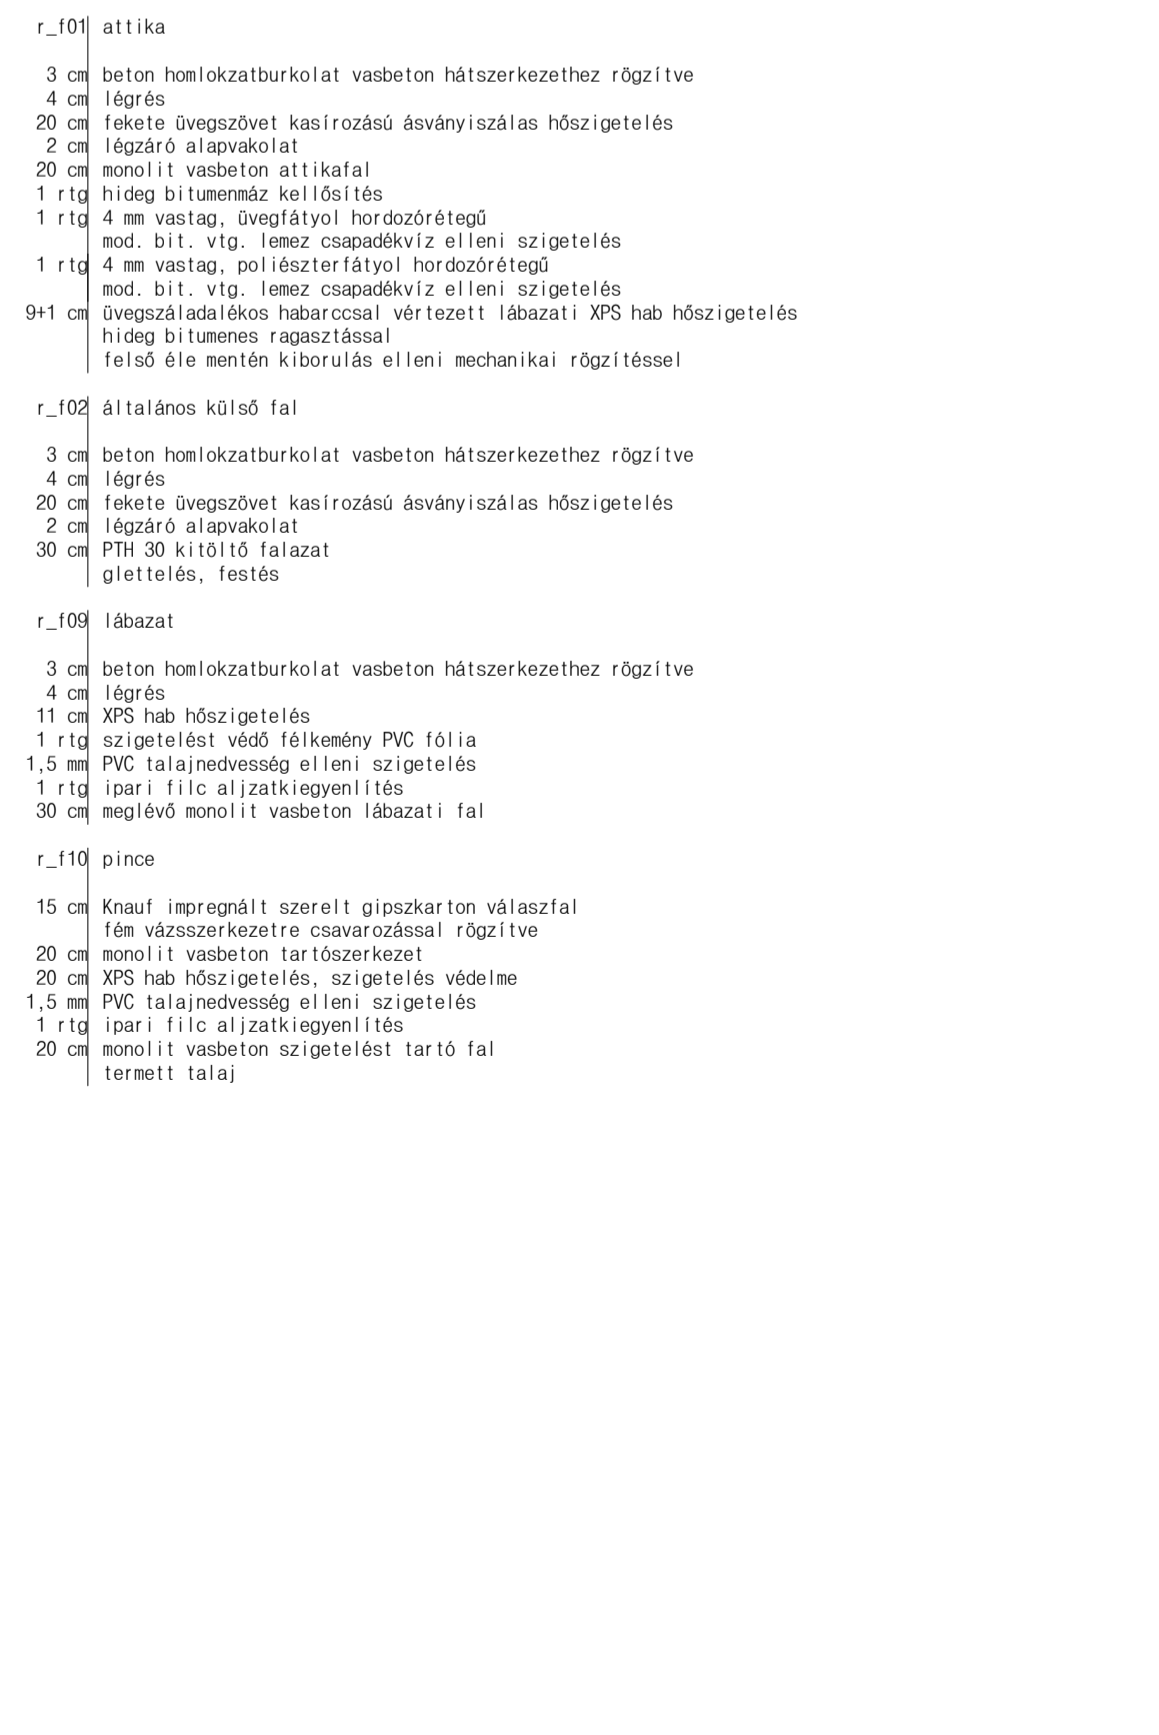 r_f01 attika
3 cm beton homlokzatburkolat vasbeton hátszerkezethez rögzítve
4 cm légrés
20 cm fekete üvegszövet kasírozású ásványiszálas hőszigetelés
2 cm légzáró alapvakolat
20 cm monolit vasbeton attikafal
1 rtg hideg bitumenmáz kellősítés
1 rtg 4 mm vastag, üvegfátyol hordozórétegű
mod. bit. vtg. lemez csapadékvíz elleni szigetelés
1 rtg 4 mm vastag, poliészterfátyol hordozórétegű
mod. bit. vtg. lemez csapadékvíz elleni szigetelés
9+1 cm üvegszáladalékos habarccsal vértezett lábazati XPS hab hőszigetelés
hideg bitumenes ragasztással
felső éle mentén kiborulás elleni mechanikai rögzítéssel
r_f02 általános külső fal
3 cm beton homlokzatburkolat vasbeton hátszerkezethez rögzítve
4 cm légrés
20 cm fekete üvegszövet kasírozású ásványiszálas hőszigetelés
2 cm légzáró alapvakolat
30 cm PTH 30 kitöltő falazat
glettelés, festés
r_f09 lábazat
3 cm beton homlokzatburkolat vasbeton hátszerkezethez rögzítve
4 cm légrés
11 cm XPS hab hőszigetelés
1 rtg szigetelést védő félkemény PVC fólia
1,5 mm PVC talajnedvesség elleni szigetelés
1 rtg ipari filc aljzatkiegyenlítés
30 cm meglévő monolit vasbeton lábazati fal
r_f10 pince
15 cm Knauf impregnált szerelt gipszkarton válaszfal
fém vázsszerkezetre csavarozással rögzítve
20 cm monolit vasbeton tartószerkezet
20 cm XPS hab hőszigetelés, szigetelés védelme
1,5 mm PVC talajnedvesség elleni szigetelés
1 rtg ipari filc aljzatkiegyenlítés
20 cm monolit vasbeton szigetelést tartó fal
termett talaj